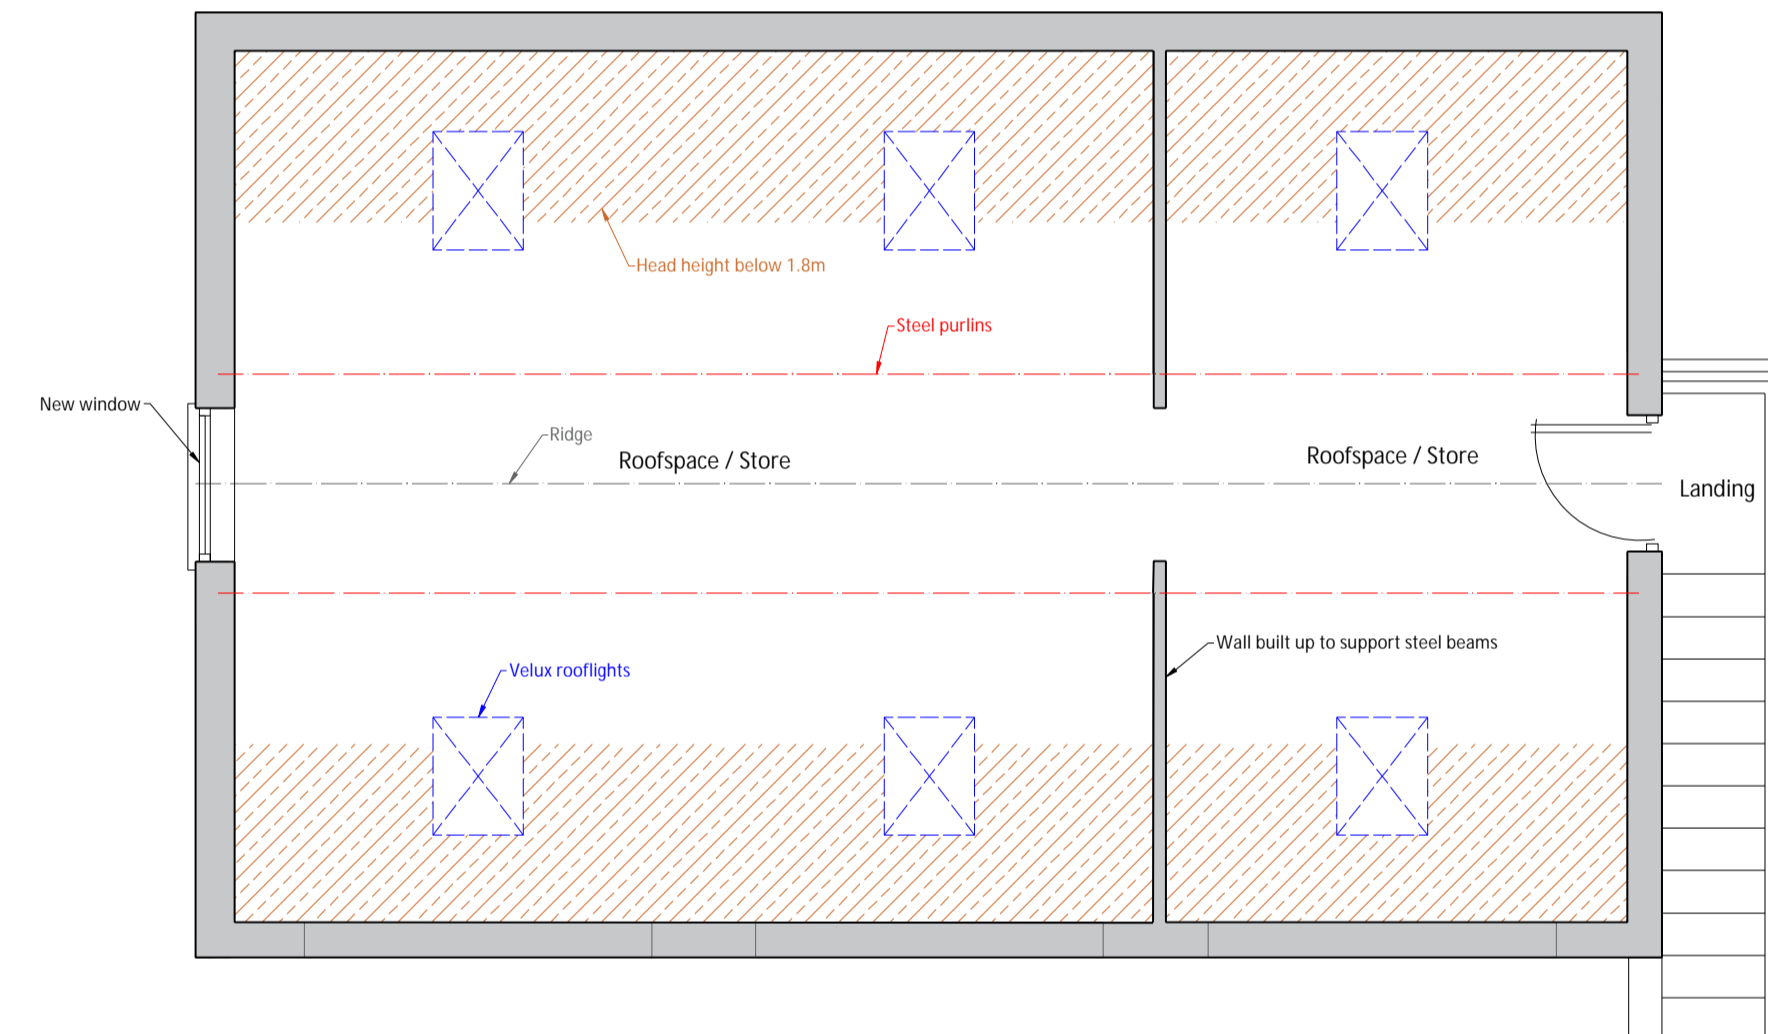 Head height below 1.8m
Steel purlins
New window
Ridge
Roofspace / Store
Roofspace / Store
Landing
Wall built up to support steel beams
Velux rooflights